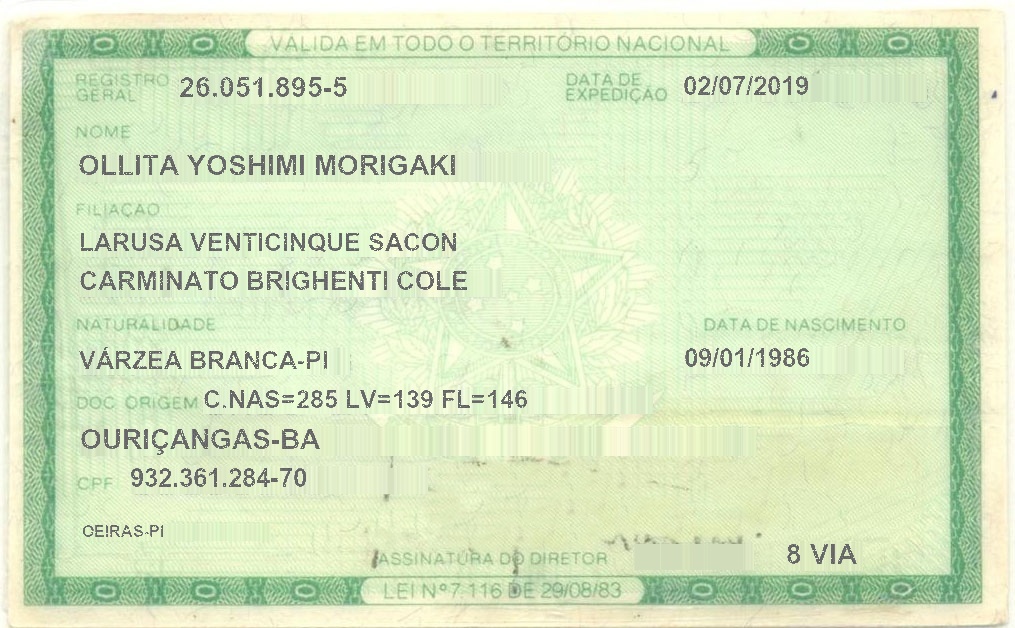 VÁLIDA EM TODO O TERRITÓRIO NACIONAL
REGISTRO GERAL 26.051.895-5 DATA DE EXPEDIÇÃO 02/07/2019
NOME
OLLITA YOSHIMI MORIGAKI
FILIAÇÃO
LARUSA VENTICINQUE SACON
CARMINATO BRIGHENTI COLE
NATURALIDADE DATA DE NASCIMENTO
VÁRZEA BRANCA-PI 09/01/1986
DOC ORIGEM C.NAS=285 LV=139 FL=146
OURIÇANGAS-BA
CPF 932.361.284-70
OEIRAS-PI
8 VIA
ASSINATURA DO DIRETOR
LEI Nº 7.116 DE 29/08/83